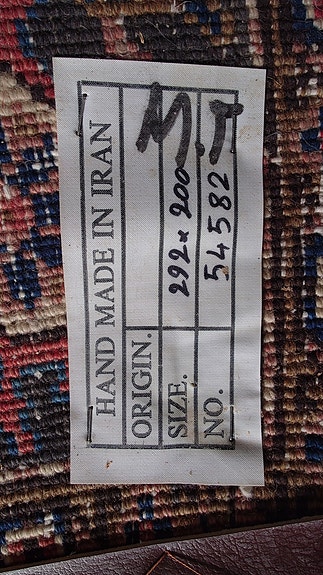 HAND MADE IN IRAN
ORIGIN.
SIZE. 292 x 200
NO. 54582